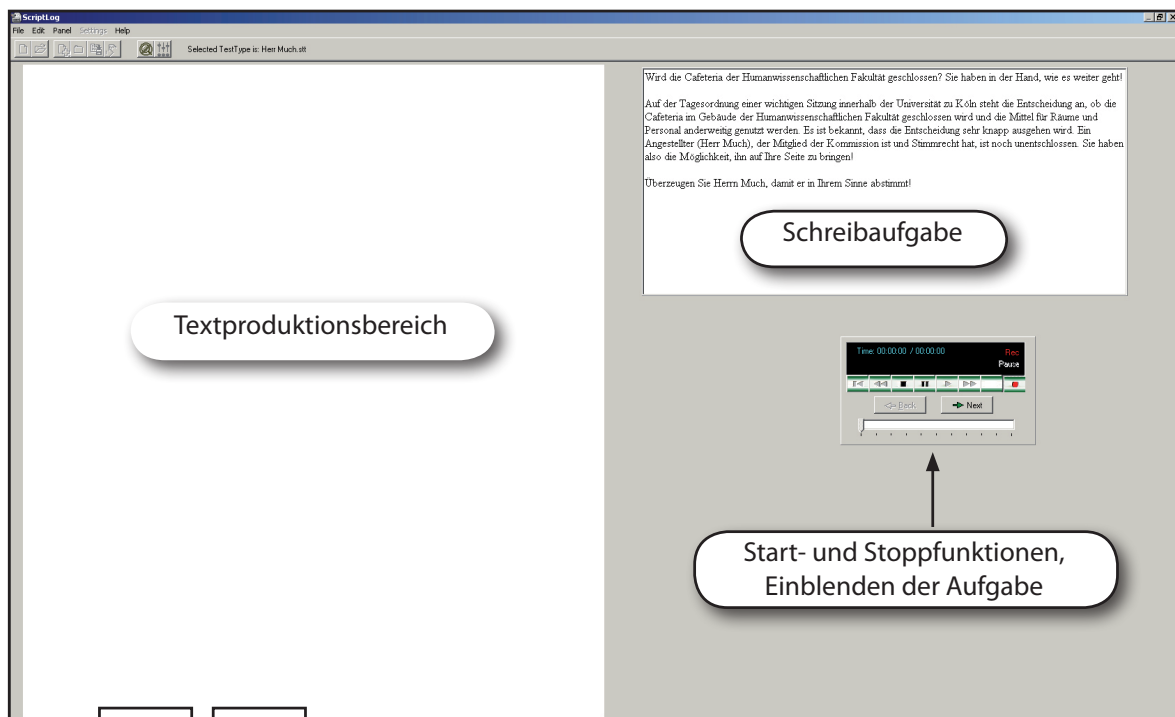 ScriptLog
File Edit Panel Settings Help
Selected TestType is: Herr Much.stt
Wird die Cafeteria der Humanwissenschaftlichen Fakultät geschlossen? Sie haben in der Hand, wie es weiter geht!
Auf der Tagesordnung einer wichtigen Sitzung innerhalb der Universität zu Köln steht die Entscheidung an, ob die
Cafeteria im Gebäude der Humanwissenschaftlichen Fakultät geschlossen wird und die Mittel für Räume und
Personal anderweitig genutzt werden. Es ist bekannt, dass die Entscheidung sehr knapp ausgehen wird. Ein
Angestellter (Herr Much), der Mitglied der Kommission ist und Stimmrecht hat, ist noch unentschlossen. Sie haben
also die Möglichkeit, ihn auf Ihre Seite zu bringen!
Überzeugen Sie Herrn Much, damit er in Ihrem Sinne abstimmt!
Schreibaufgabe
Textproduktionsbereich
Time: 00:00:00 / 00:00:00
Rec
Pause
Back
Next
Start- und Stoppfunktionen,
Einblenden der Aufgabe